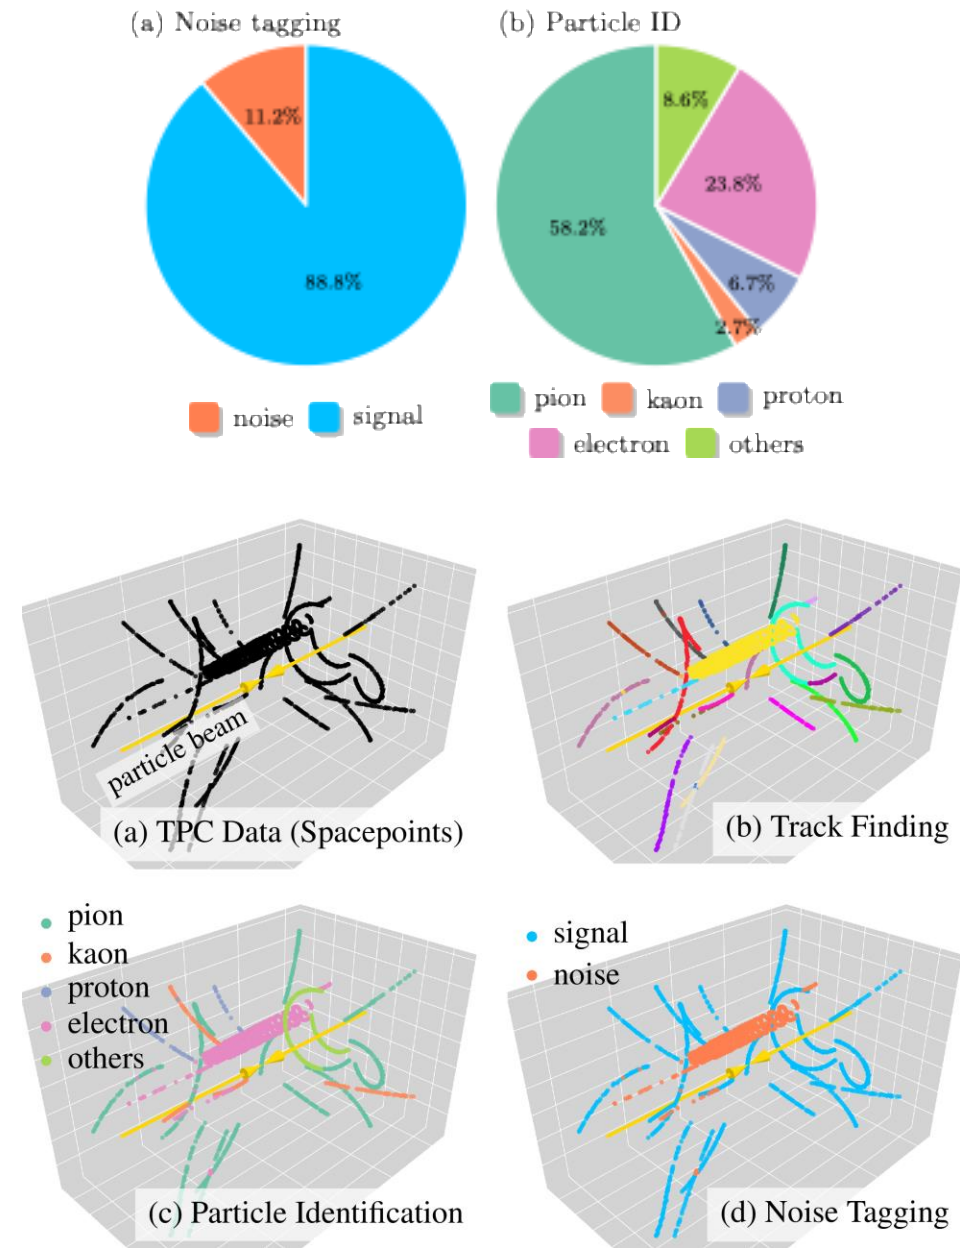 (a) Noise tagging
(b) Particle ID
11.2%
88.8%
8.6%
23.8%
58.2%
6.7%
2.7%
noise signal
pion kaon proton
electron others
particle beam
(a) TPC Data (Spacepoints)
(b) Track Finding
pion
kaon
proton
electron
others
(c) Particle Identification
signal
noise
(d) Noise Tagging